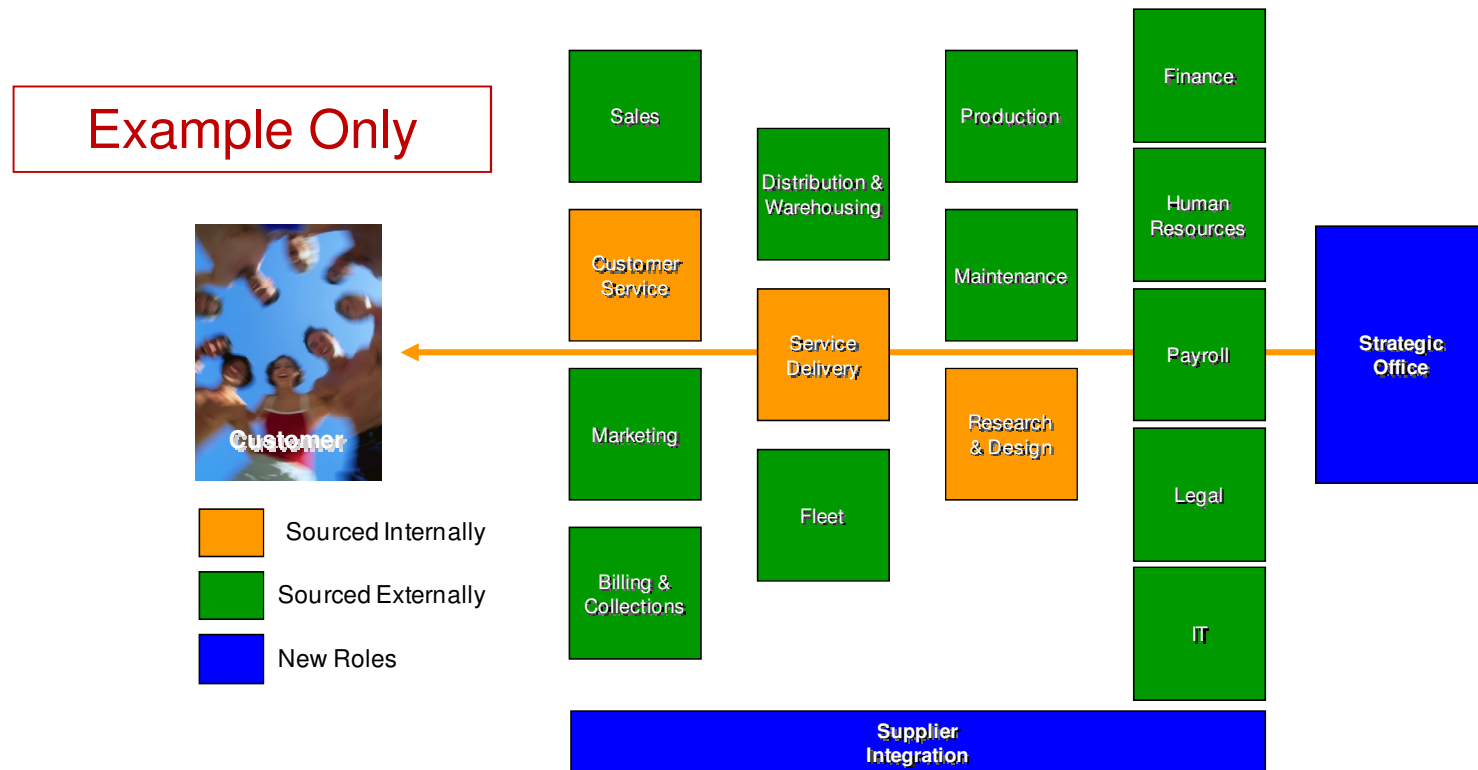 Example Only
Customer
Sourced Internally
Sourced Externally
New Roles
Sales
Customer
Service
Marketing
Billing &
Collections
Distribution &
Warehousing
Service
Delivery
Fleet
Production
Maintenance
Research
& Design
Finance
Human
Resources
Payroll
Legal
IT
Strategic
Office
Supplier
Integration